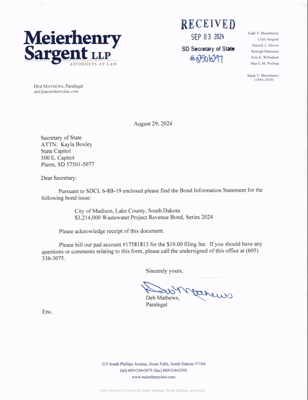 Meierhenry
Sargent LLP
ATTORNEYS AT LAW
RECEIVED
SEP 03 2024
SD Secretary of State
Todd V. Meierhenry
Clint Sargent
Patrick J. Glover
Raleigh Hansman
Mark V. Meierhenry
(1944-2020)
DEB MATHEWS, Paralegal
deb@meierhenrylaw.com
August 29, 2024
Secretary of State
ATTN: Kayla Boxley
State Capitol
500 E. Capitol
Pierre, SD 57501-5077
Dear Secretary:
Pursuant to SDCL 6-8B-19 enclosed please find the Bond Information Statement for the
following bond issue:
City of Madison, Lake County, South Dakota
$3,214,000 Wastewater Project Revenue Bond, Series 2024
Please acknowledge receipt of this document.
Please bill our pad account #17581813 for the $10.00 filing fee. If you should have any
questions or comments relating to this form, please call the undersigned of this office at (605)
336-3075.
Sincerely yours,
Deb Mathews
Deb Mathews,
Paralegal
Enc.
315 South Phillips Avenue, Sioux Falls, South Dakota 57104
(tel) 605•336•3075 (fax) 605•336•2593
www.meierhenrylaw.com